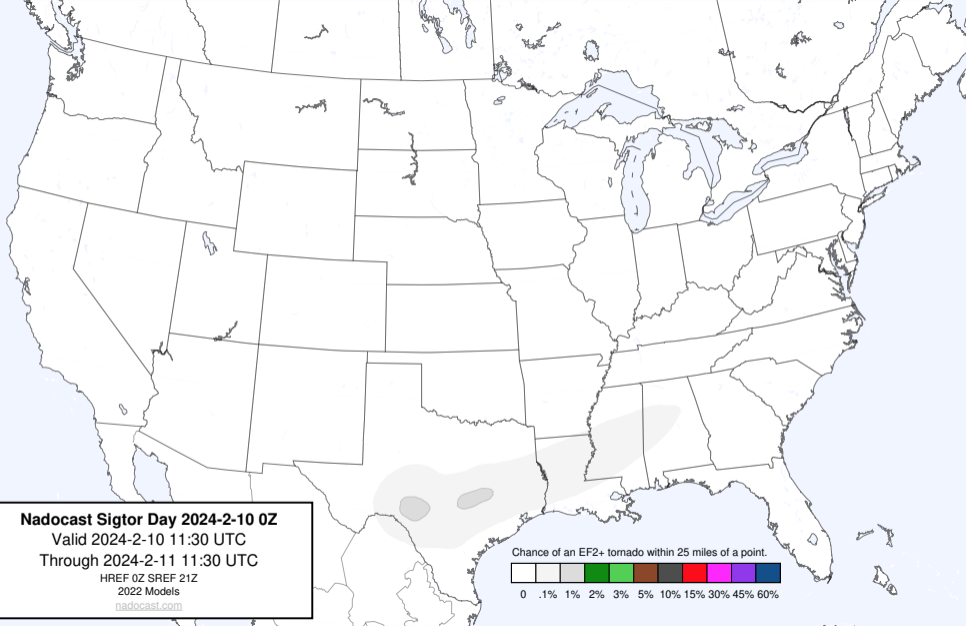 Nadocast Sigtor Day 2024-2-10 0Z
Valid 2024-2-10 11:30 UTC
Through 2024-2-11 11:30 UTC
HREF 0Z SREF 21Z
2022 Models
nadocast.com
Chance of an EF2+ tornado within 25 miles of a point.
0 .1% 1% 2% 3% 5% 10% 15% 30% 45% 60%